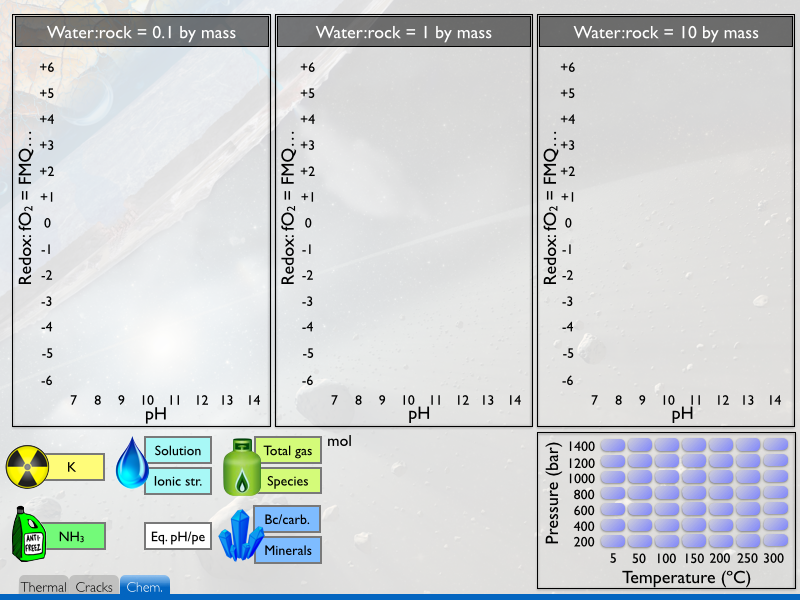 Water:rock = 0.1 by mass
Redox: fO₂ = FMQ…
+6
+5
+4
+3
+2
+1
0
-1
-2
-3
-4
-5
-6
7 8 9 10 11 12 13 14
pH
Water:rock = 1 by mass
Redox: fO₂ = FMQ…
+6
+5
+4
+3
+2
+1
0
-1
-2
-3
-4
-5
-6
7 8 9 10 11 12 13 14
pH
Water:rock = 10 by mass
Redox: fO₂ = FMQ…
+6
+5
+4
+3
+2
+1
0
-1
-2
-3
-4
-5
-6
7 8 9 10 11 12 13 14
pH
K
Solution
Ionic str.
Total gas
mol
Species
ANTI-
FREEZ
NH₃
Eq. pH/pe
Bc/carb.
Minerals
Pressure (bar)
1400
1200
1000
800
600
400
200
5 50 100 150 200 250 300
Temperature (°C)
Thermal Cracks Chem.